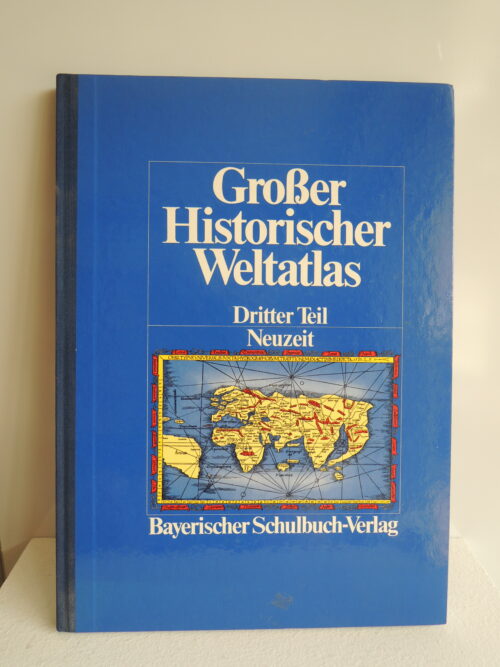 Großer
Historischer
Weltatlas
Dritter Teil
Neuzeit
Bayerischer Schulbuch-Verlag